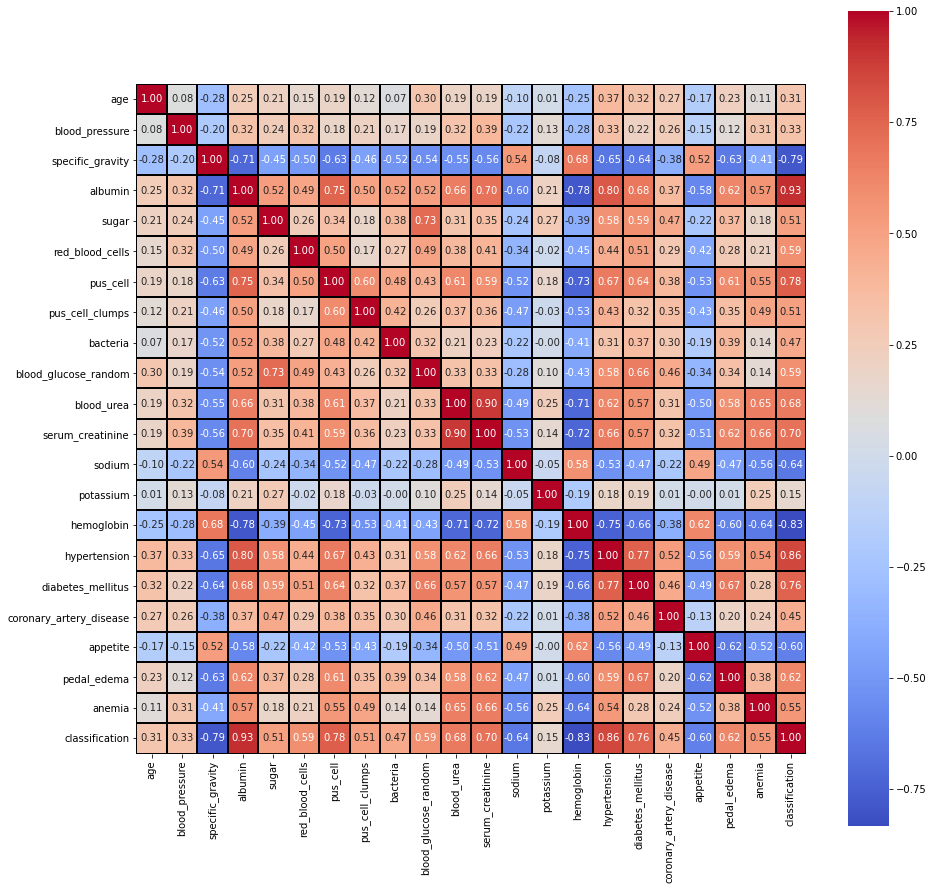 age 1.00 0.08 -0.28 0.25 0.21 0.15 0.19 0.12 0.07 0.30 0.19 0.19 -0.10 0.01 -0.25 0.37 0.32 0.27 -0.17 0.23 0.11 0.31
blood_pressure 0.08 1.00 -0.20 0.32 0.24 0.32 0.18 0.21 0.17 0.19 0.32 0.39 -0.22 0.13 -0.28 0.33 0.22 0.26 -0.15 0.12 0.31 0.33
specific_gravity -0.28 -0.20 1.00 -0.71 -0.45 -0.50 -0.63 -0.46 -0.52 -0.54 -0.55 -0.56 0.54 -0.08 0.68 -0.65 -0.64 -0.38 0.52 -0.63 -0.41 -0.79
albumin 0.25 0.32 -0.71 1.00 0.52 0.49 0.75 0.50 0.52 0.52 0.66 0.70 -0.60 0.21 -0.78 0.80 0.68 0.37 -0.58 0.62 0.57 0.93
sugar 0.21 0.24 -0.45 0.52 1.00 0.26 0.34 0.18 0.38 0.73 0.31 0.35 -0.24 0.27 -0.39 0.58 0.59 0.47 -0.22 0.37 0.18 0.51
red_blood_cells 0.15 0.32 -0.50 0.49 0.26 1.00 0.50 0.17 0.27 0.49 0.38 0.41 -0.34 -0.02 -0.45 0.44 0.51 0.29 -0.42 0.28 0.21 0.59
pus_cell 0.19 0.18 -0.63 0.75 0.34 0.50 1.00 0.60 0.48 0.43 0.61 0.59 -0.52 0.18 -0.73 0.67 0.64 0.38 -0.53 0.61 0.55 0.78
pus_cell_clumps 0.12 0.21 -0.46 0.50 0.18 0.17 0.60 1.00 0.42 0.26 0.37 0.36 -0.47 -0.03 -0.53 0.43 0.32 0.35 -0.43 0.35 0.49 0.51
bacteria 0.07 0.17 -0.52 0.52 0.38 0.27 0.48 0.42 1.00 0.32 0.21 0.23 -0.22 -0.00 -0.41 0.31 0.37 0.30 -0.19 0.39 0.14 0.47
blood_glucose_random 0.30 0.19 -0.54 0.52 0.73 0.49 0.43 0.26 0.32 1.00 0.33 0.33 -0.28 0.10 -0.43 0.58 0.66 0.46 -0.34 0.34 0.14 0.59
blood_urea 0.19 0.32 -0.55 0.66 0.31 0.38 0.61 0.37 0.21 0.33 1.00 0.90 -0.49 0.25 -0.71 0.62 0.57 0.31 -0.50 0.58 0.65 0.68
serum_creatinine 0.19 0.39 -0.56 0.70 0.35 0.41 0.59 0.36 0.23 0.33 0.90 1.00 -0.53 0.14 -0.72 0.66 0.57 0.32 -0.51 0.62 0.66 0.70
sodium -0.10 -0.22 0.54 -0.60 -0.24 -0.34 -0.52 -0.47 -0.22 -0.28 -0.49 -0.53 1.00 -0.05 0.58 -0.53 -0.47 -0.22 0.49 -0.47 -0.56 -0.64
potassium 0.01 0.13 -0.08 0.21 0.27 -0.02 0.18 -0.03 -0.00 0.10 0.25 0.14 -0.05 1.00 -0.19 0.18 0.19 0.01 -0.00 0.01 0.25 0.15
hemoglobin -0.25 -0.28 0.68 -0.78 -0.39 -0.45 -0.73 -0.53 -0.41 -0.43 -0.71 -0.72 0.58 -0.19 1.00 -0.75 -0.66 -0.38 0.62 -0.60 -0.64 -0.83
hypertension 0.37 0.33 -0.65 0.80 0.58 0.44 0.67 0.43 0.31 0.58 0.62 0.66 -0.53 0.18 -0.75 1.00 0.77 0.52 -0.56 0.59 0.54 0.86
diabetes_mellitus 0.32 0.22 -0.64 0.68 0.59 0.51 0.64 0.32 0.37 0.66 0.57 0.57 -0.47 0.19 -0.66 0.77 1.00 0.46 -0.49 0.67 0.28 0.76
coronary_artery_disease 0.27 0.26 -0.38 0.37 0.47 0.29 0.38 0.35 0.30 0.46 0.31 0.32 -0.22 0.01 -0.38 0.52 0.46 1.00 -0.13 0.20 0.24 0.45
appetite -0.17 -0.15 0.52 -0.58 -0.22 -0.42 -0.53 -0.43 -0.19 -0.34 -0.50 -0.51 0.49 -0.00 0.62 -0.56 -0.49 -0.13 1.00 -0.62 -0.52 -0.60
pedal_edema 0.23 0.12 -0.63 0.62 0.37 0.28 0.61 0.35 0.39 0.34 0.58 0.62 -0.47 0.01 -0.60 0.59 0.67 0.20 -0.62 1.00 0.38 0.62
anemia 0.11 0.31 -0.41 0.57 0.18 0.21 0.55 0.49 0.14 0.14 0.65 0.66 -0.56 0.25 -0.64 0.54 0.28 0.24 -0.52 0.38 1.00 0.55
classification 0.31 0.33 -0.79 0.93 0.51 0.59 0.78 0.51 0.47 0.59 0.68 0.70 -0.64 0.15 -0.83 0.86 0.76 0.45 -0.60 0.62 0.55 1.00
age
blood_pressure
specific_gravity
albumin
sugar
red_blood_cells
pus_cell
pus_cell_clumps
bacteria
blood_glucose_random
blood_urea
serum_creatinine
sodium
potassium
hemoglobin
hypertension
diabetes_mellitus
coronary_artery_disease
appetite
pedal_edema
anemia
classification
1.00
0.75
0.50
0.25
0.00
-0.25
-0.50
-0.75